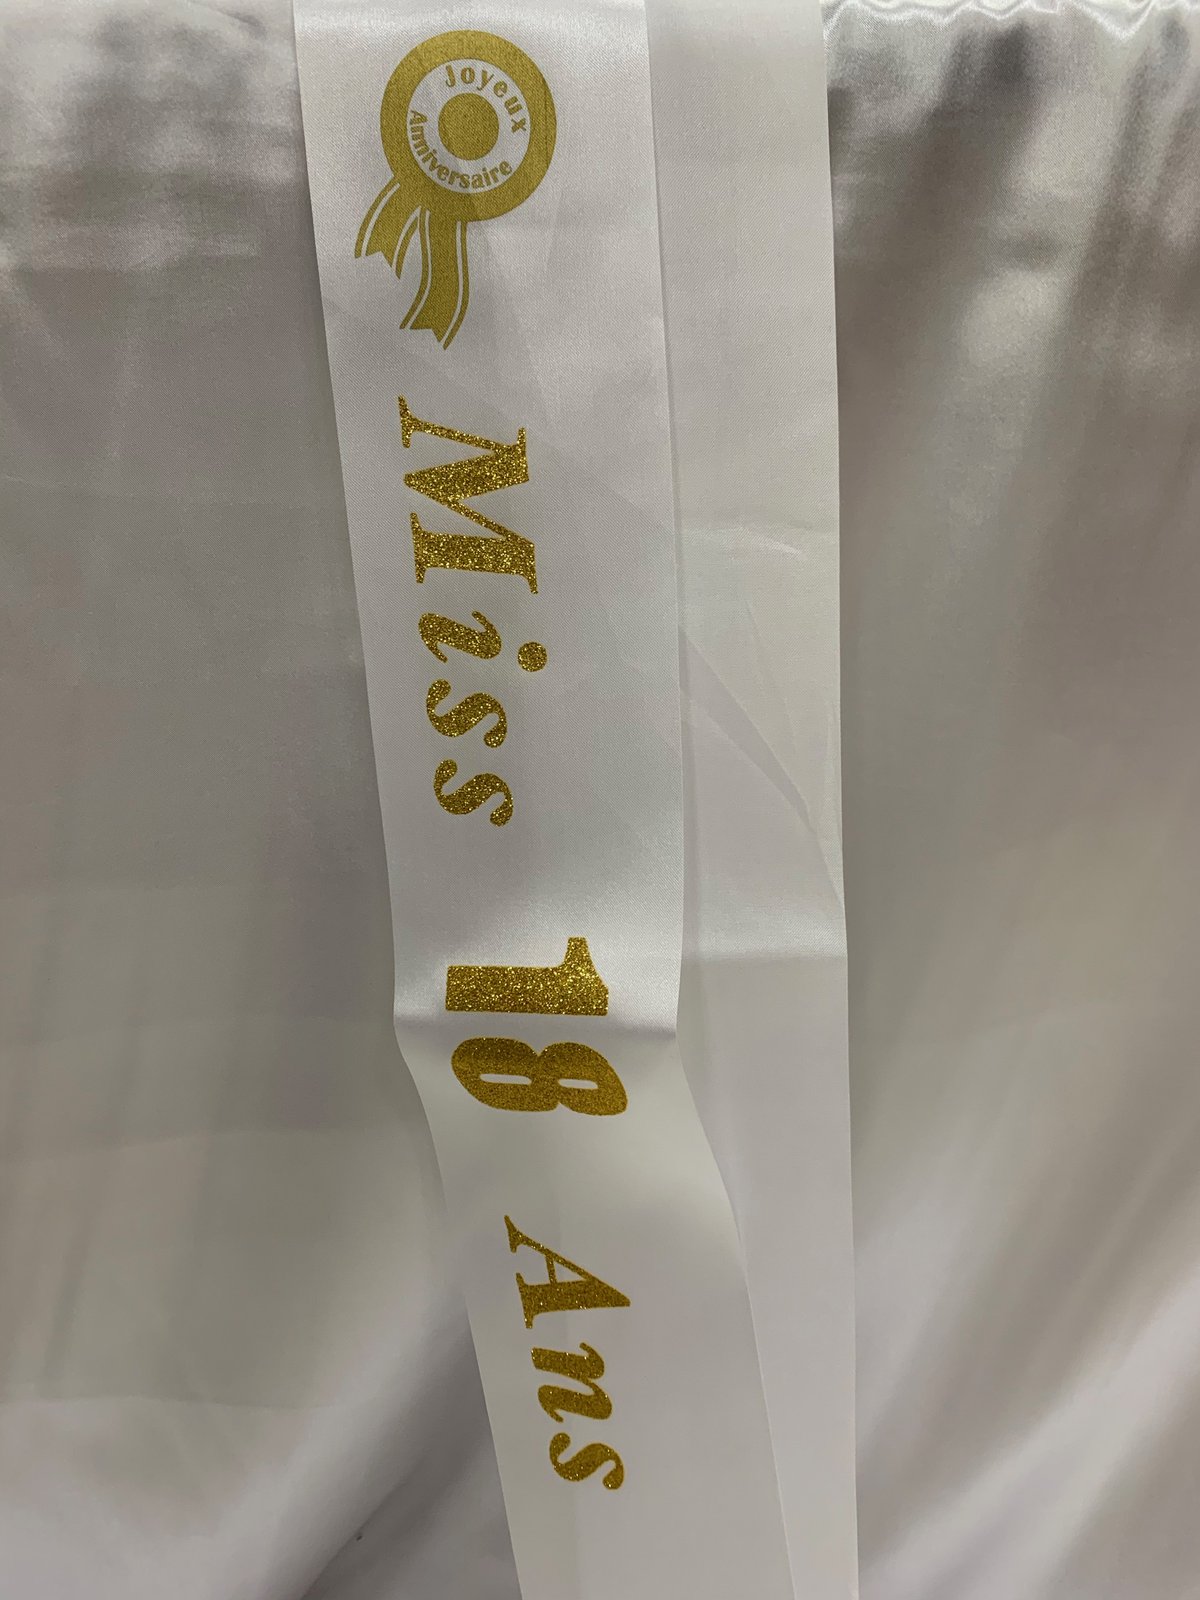 Joyeux
Anniversaire
Miss 18 Ans